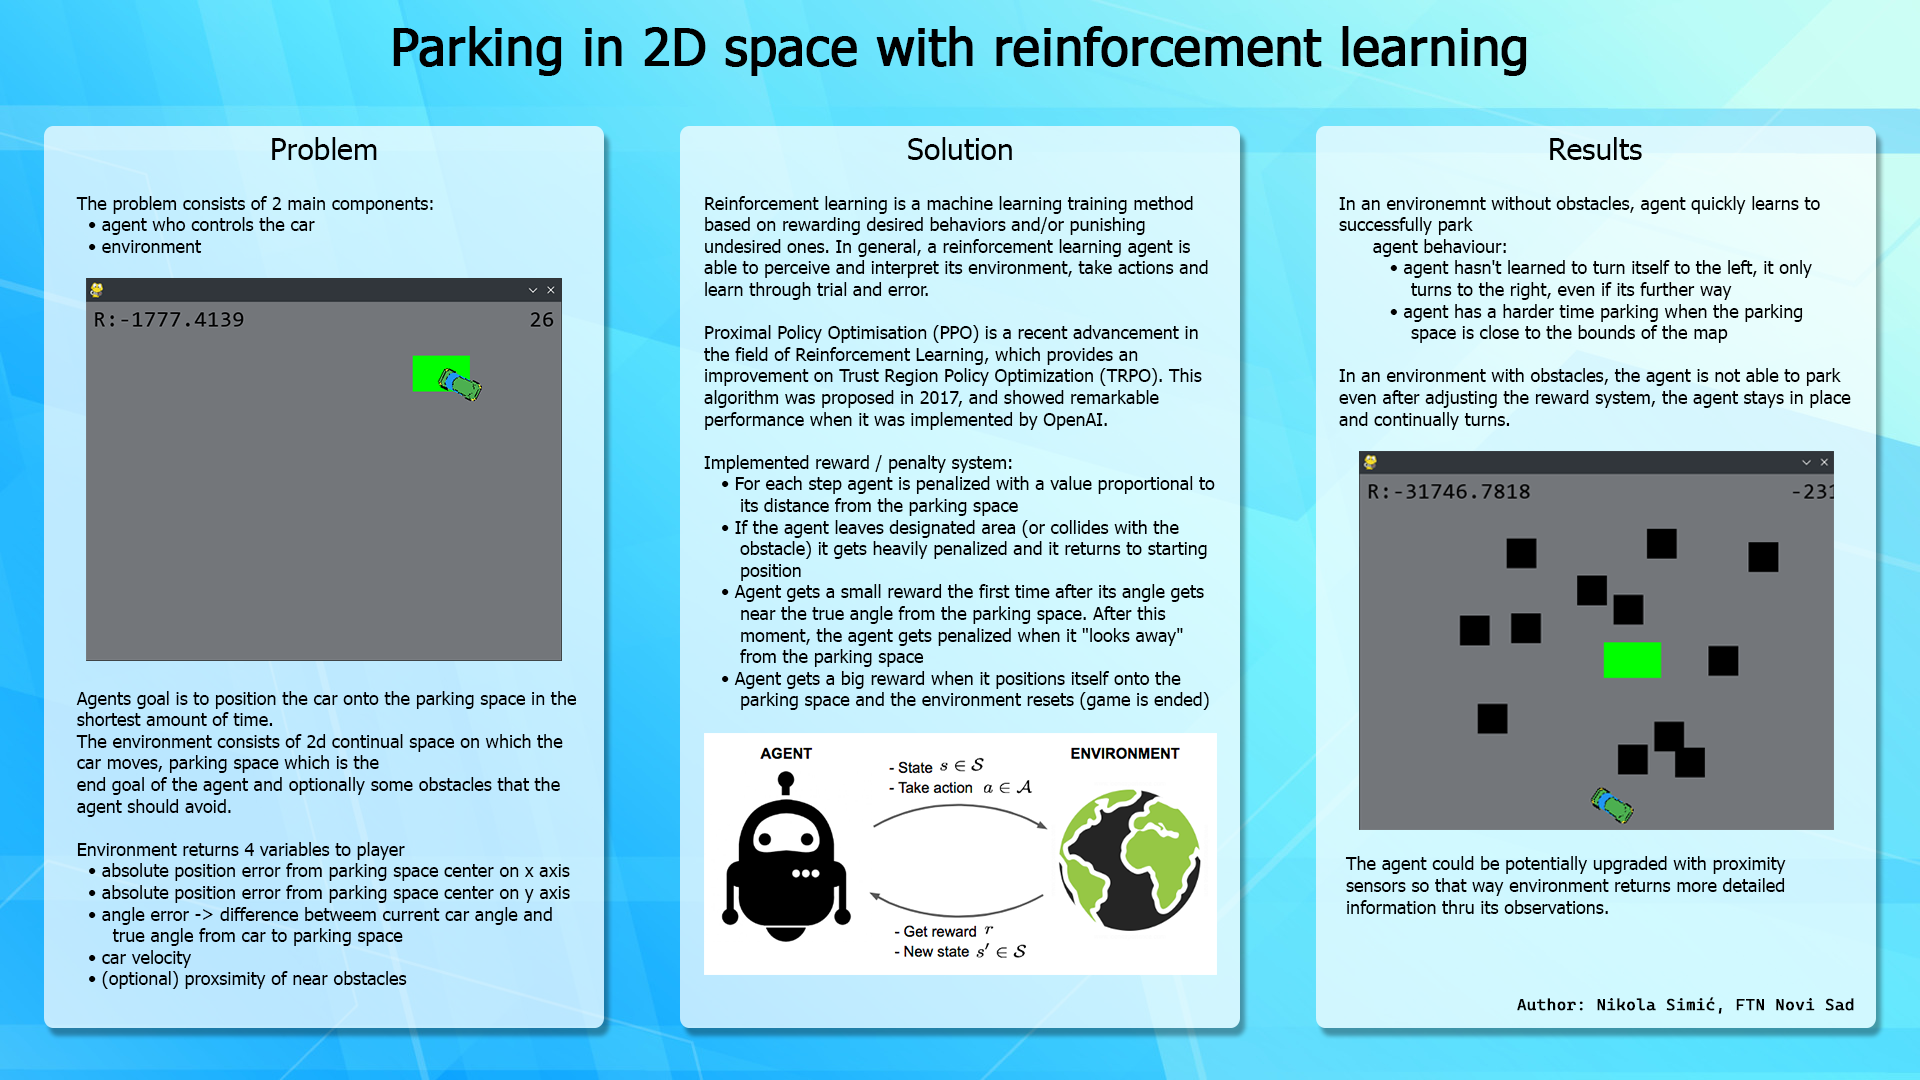 Parking in 2D space with reinforcement learning
Problem
The problem consists of 2 main components:
• agent who controls the car
• environment
R:-1777.4139
26
Agents goal is to position the car onto the parking space in the
shortest amount of time.
The environment consists of 2d continual space on which the
car moves, parking space which is the
end goal of the agent and optionally some obstacles that the
agent should avoid.
Environment returns 4 variables to player
• absolute position error from parking space center on x axis
• absolute position error from parking space center on y axis
• angle error -> difference betweem current car angle and
true angle from car to parking space
• car velocity
• (optional) proxsimity of near obstacles
Solution
Reinforcement learning is a machine learning training method
based on rewarding desired behaviors and/or punishing
undesired ones. In general, a reinforcement learning agent is
able to perceive and interpret its environment, take actions and
learn through trial and error.
Proximal Policy Optimisation (PPO) is a recent advancement in
the field of Reinforcement Learning, which provides an
improvement on Trust Region Policy Optimization (TRPO). This
algorithm was proposed in 2017, and showed remarkable
performance when it was implemented by OpenAI.
Implemented reward / penalty system:
• For each step agent is penalized with a value proportional to
its distance from the parking space
• If the agent leaves designated area (or collides with the
obstacle) it gets heavily penalized and it returns to starting
position
• Agent gets a small reward the first time after its angle gets
near the true angle from the parking space. After this
moment, the agent gets penalized when it "looks away"
from the parking space
• Agent gets a big reward when it positions itself onto the
parking space and the environment resets (game is ended)
AGENT
ENVIRONMENT
- State s ∈ 𝒮
- Take action a ∈ 𝒜
- Get reward r
- New state s′ ∈ 𝒮
Results
In an environemnt without obstacles, agent quickly learns to
successfully park
agent behaviour:
• agent hasn't learned to turn itself to the left, it only
turns to the right, even if its further way
• agent has a harder time parking when the parking
space is close to the bounds of the map
In an environment with obstacles, the agent is not able to park
even after adjusting the reward system, the agent stays in place
and continually turns.
R:-31746.7818
-231
The agent could be potentially upgraded with proximity
sensors so that way environment returns more detailed
information thru its observations.
Author: Nikola Simić, FTN Novi Sad